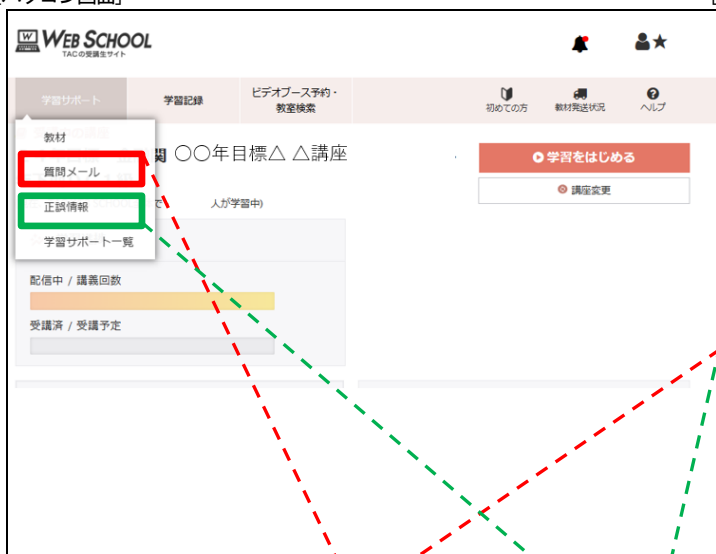 WEB SCHOOL
TACの受講生サイト
学習サポート
学習記録
ビデオブース予約・
教室検索
初めての方
教材発送状況
ヘルプ
教材
質問メール
正誤情報
学習サポート一覧
〇〇年目標△ △講座
で 人が学習中)
学習をはじめる
講座変更
配信中 / 講義回数
受講済 / 受講予定